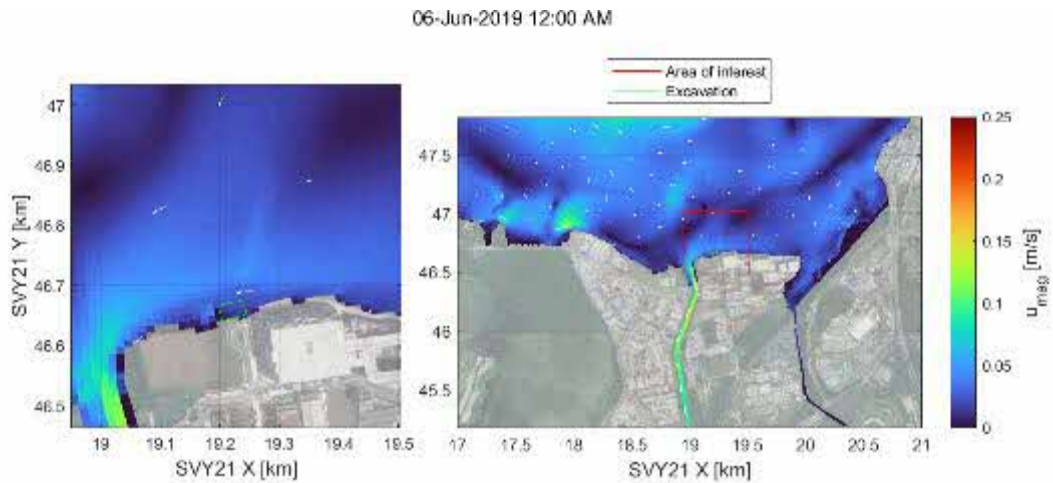 06-Jun-2019 12:00 AM
Area of interest
Excavation
47
46.9
46.8
46.7
46.6
46.5
SVY21 Y [km]
19 19.1 19.2 19.3 19.4 19.5
SVY21 X [km]
47.5
47
46.5
46
45.5
17 17.5 18 18.5 19 19.5 20 20.5 21
SVY21 X [km]
0.25
0.2
0.15
0.1
0.05
0
u_mag [m/s]